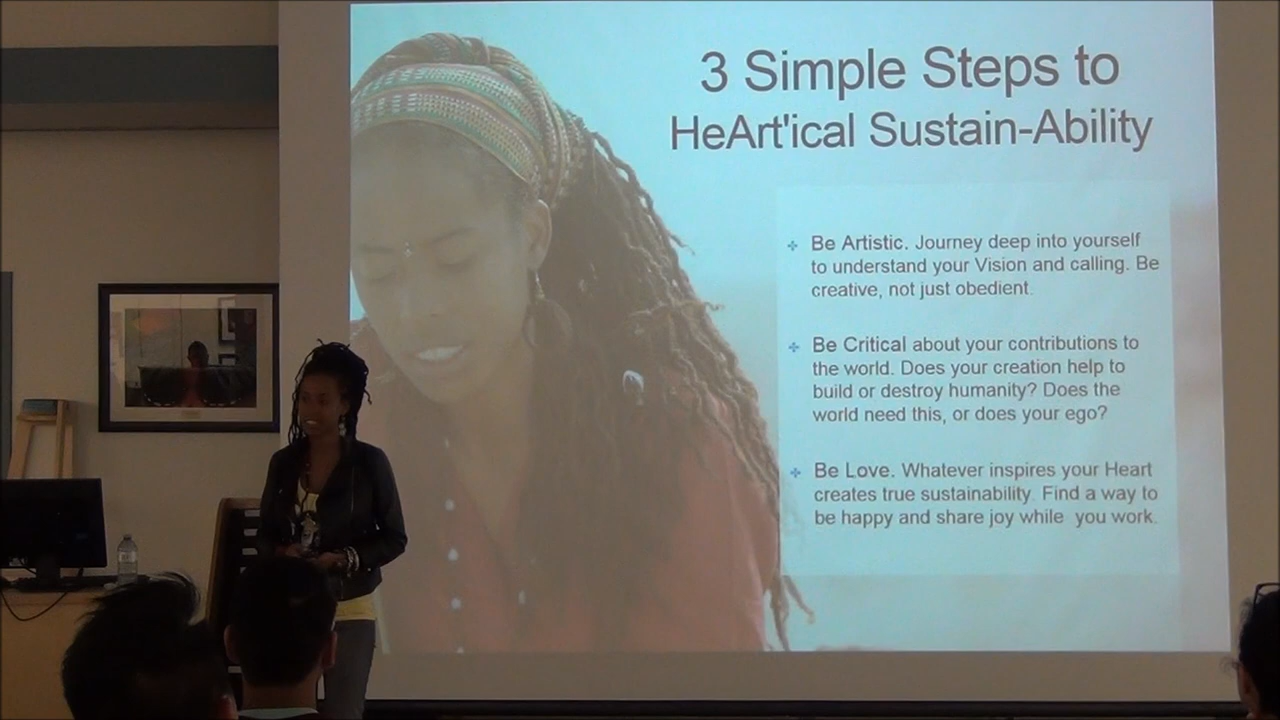 3 Simple Steps to
HeArt'ical Sustain-Ability
Be Artistic. Journey deep into yourself
to understand your Vision and calling. Be
creative, not just obedient.
Be Critical about your contributions to
the world. Does your creation help to
build or destroy humanity? Does the
world need this, or does your ego?
Be Love. Whatever inspires your Heart
creates true sustainability. Find a way to
be happy and share joy while  you work.